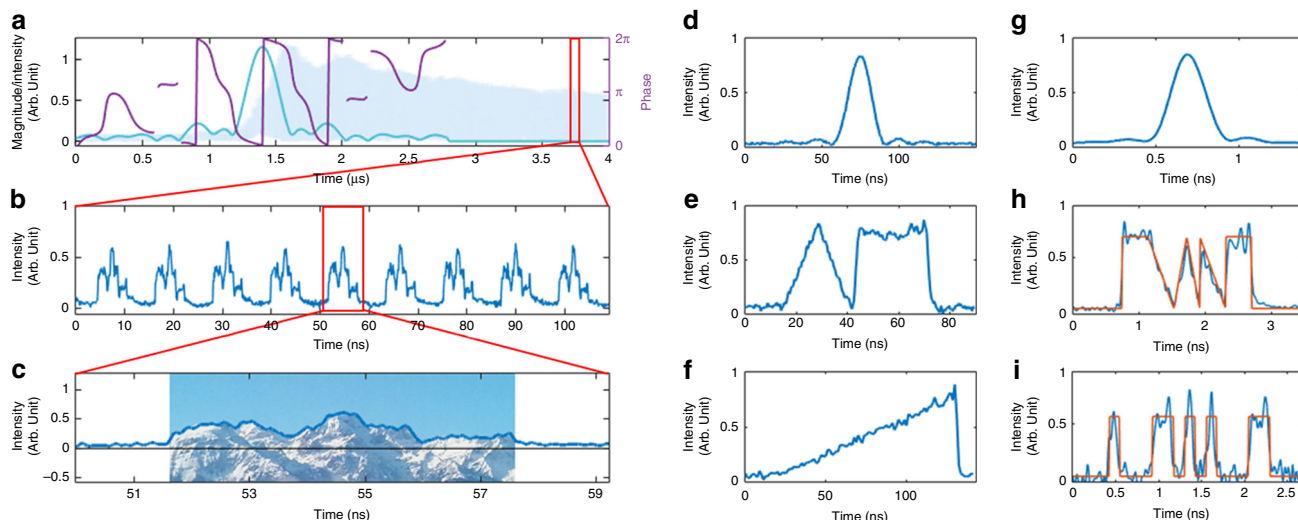 a
Magnitude/intensity
(Arb. Unit)
1
0.5
0
2π
π
0
Phase
0 0.5 1 1.5 2 2.5 3 3.5 4
Time (μs)
b
Intensity
(Arb. Unit)
1
0.5
0
0 10 20 30 40 50 60 70 80 90 100
Time (ns)
c
Intensity
(Arb. Unit)
1
0.5
0
−0.5
51 53 55 57 59
Time (ns)
d
Intensity
(Arb. Unit)
1
0.5
0
0 50 100
Time (ns)
e
Intensity
(Arb. Unit)
1
0.5
0
0 20 40 60 80
Time (ns)
f
Intensity
(Arb. Unit)
1
0.5
0
0 50 100
Time (ns)
g
Intensity
(Arb. Unit)
1
0.5
0
0 0.5 1
Time (ns)
h
Intensity
(Arb. Unit)
1
0.5
0
0 1 2 3
Time (ns)
i
Intensity
(Arb. Unit)
1
0.5
0
0 0.5 1 1.5 2 2.5
Time (ns)